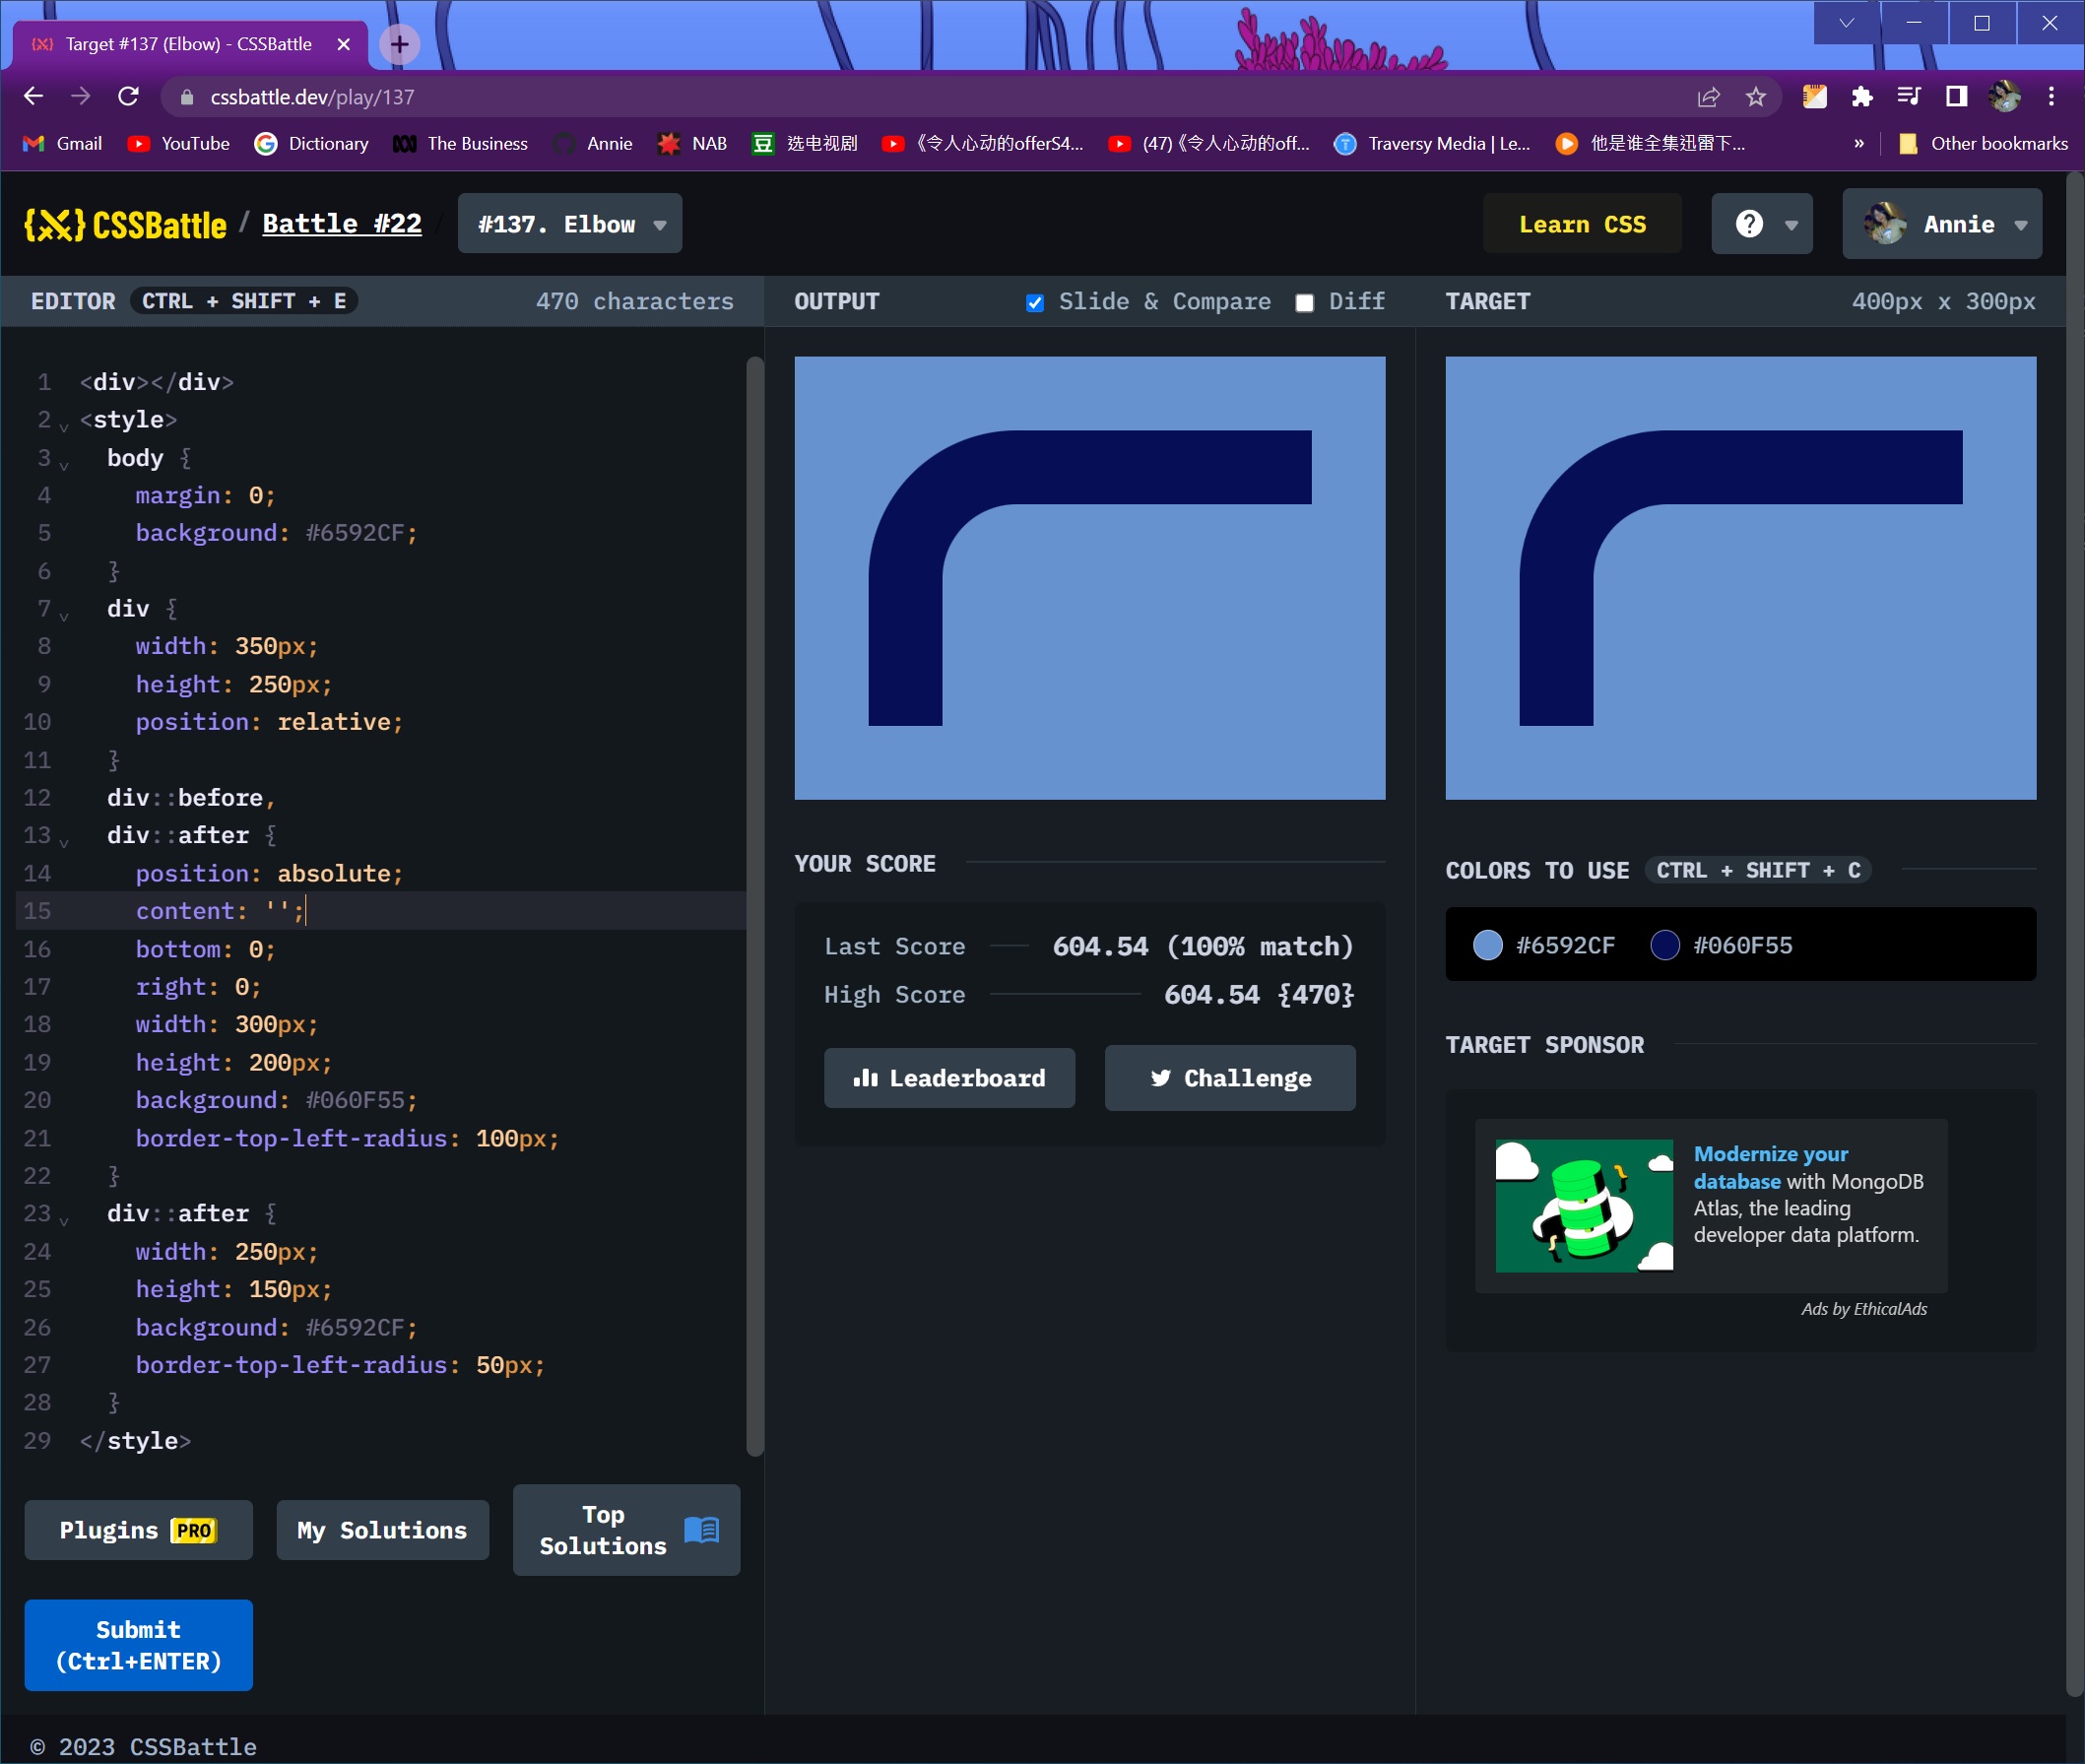 Target #137 (Elbow) - CSSBattle
cssbattle.dev/play/137
Gmail YouTube Dictionary The Business Annie NAB 选电视剧 《令人心动的offerS4... (47)《令人心动的off... Traversy Media | Le... 他是谁全集迅雷下... » Other bookmarks
{X} CSSBattle / Battle #22 / #137. Elbow Learn CSS ? Annie
EDITOR CTRL + SHIFT + E 470 characters OUTPUT Slide & Compare Diff TARGET 400px x 300px
1 <div></div>
2 <style>
3 body {
4 margin: 0;
5 background: #6592CF;
6 }
7 div {
8 width: 350px;
9 height: 250px;
10 position: relative;
11 }
12 div::before,
13 div::after {
14 position: absolute;
15 content: '';
16 bottom: 0;
17 right: 0;
18 width: 300px;
19 height: 200px;
20 background: #060F55;
21 border-top-left-radius: 100px;
22 }
23 div::after {
24 width: 250px;
25 height: 150px;
26 background: #6592CF;
27 border-top-left-radius: 50px;
28 }
29 </style>
Plugins PRO My Solutions Top
Solutions
Submit
(Ctrl+ENTER)
YOUR SCORE
Last Score 604.54 (100% match)
High Score 604.54 {470}
Leaderboard Challenge
COLORS TO USE CTRL + SHIFT + C
#6592CF #060F55
TARGET SPONSOR
Modernize your
database with MongoDB
Atlas, the leading
developer data platform.
Ads by EthicalAds
© 2023 CSSBattle